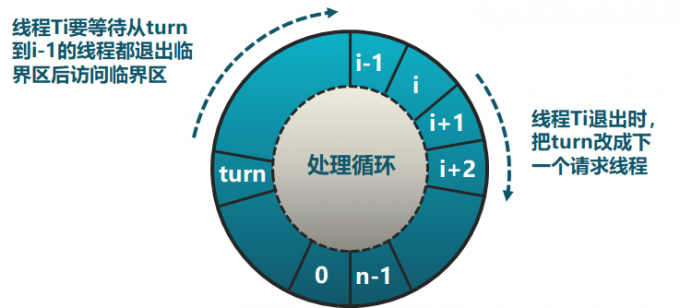 线程Ti要等待从turn
到i-1的线程都退出临
界区后访问临界区
i-1
i
i+1
i+2
线程Ti退出时，
把turn改成下
一个请求线程
处理循环
turn
0
n-1